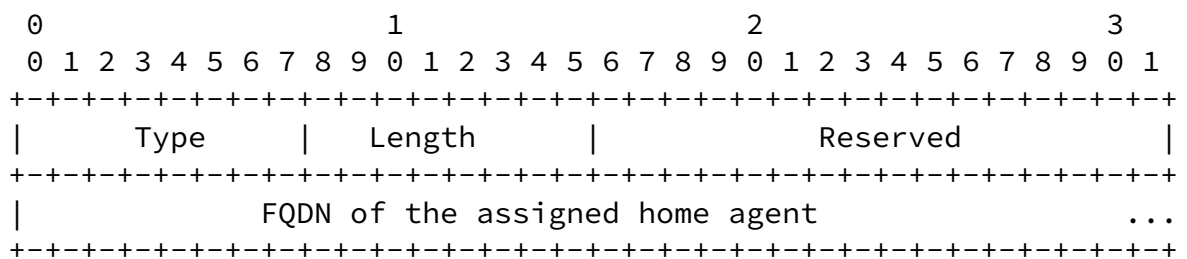 0                   1                   2                   3
 0 1 2 3 4 5 6 7 8 9 0 1 2 3 4 5 6 7 8 9 0 1 2 3 4 5 6 7 8 9 0 1
+-+-+-+-+-+-+-+-+-+-+-+-+-+-+-+-+-+-+-+-+-+-+-+-+-+-+-+-+-+-+-+-+
|      Type     |   Length      |            Reserved           |
+-+-+-+-+-+-+-+-+-+-+-+-+-+-+-+-+-+-+-+-+-+-+-+-+-+-+-+-+-+-+-+-+
|             FQDN of the assigned home agent                 ...
+-+-+-+-+-+-+-+-+-+-+-+-+-+-+-+-+-+-+-+-+-+-+-+-+-+-+-+-+-+-+-+-+